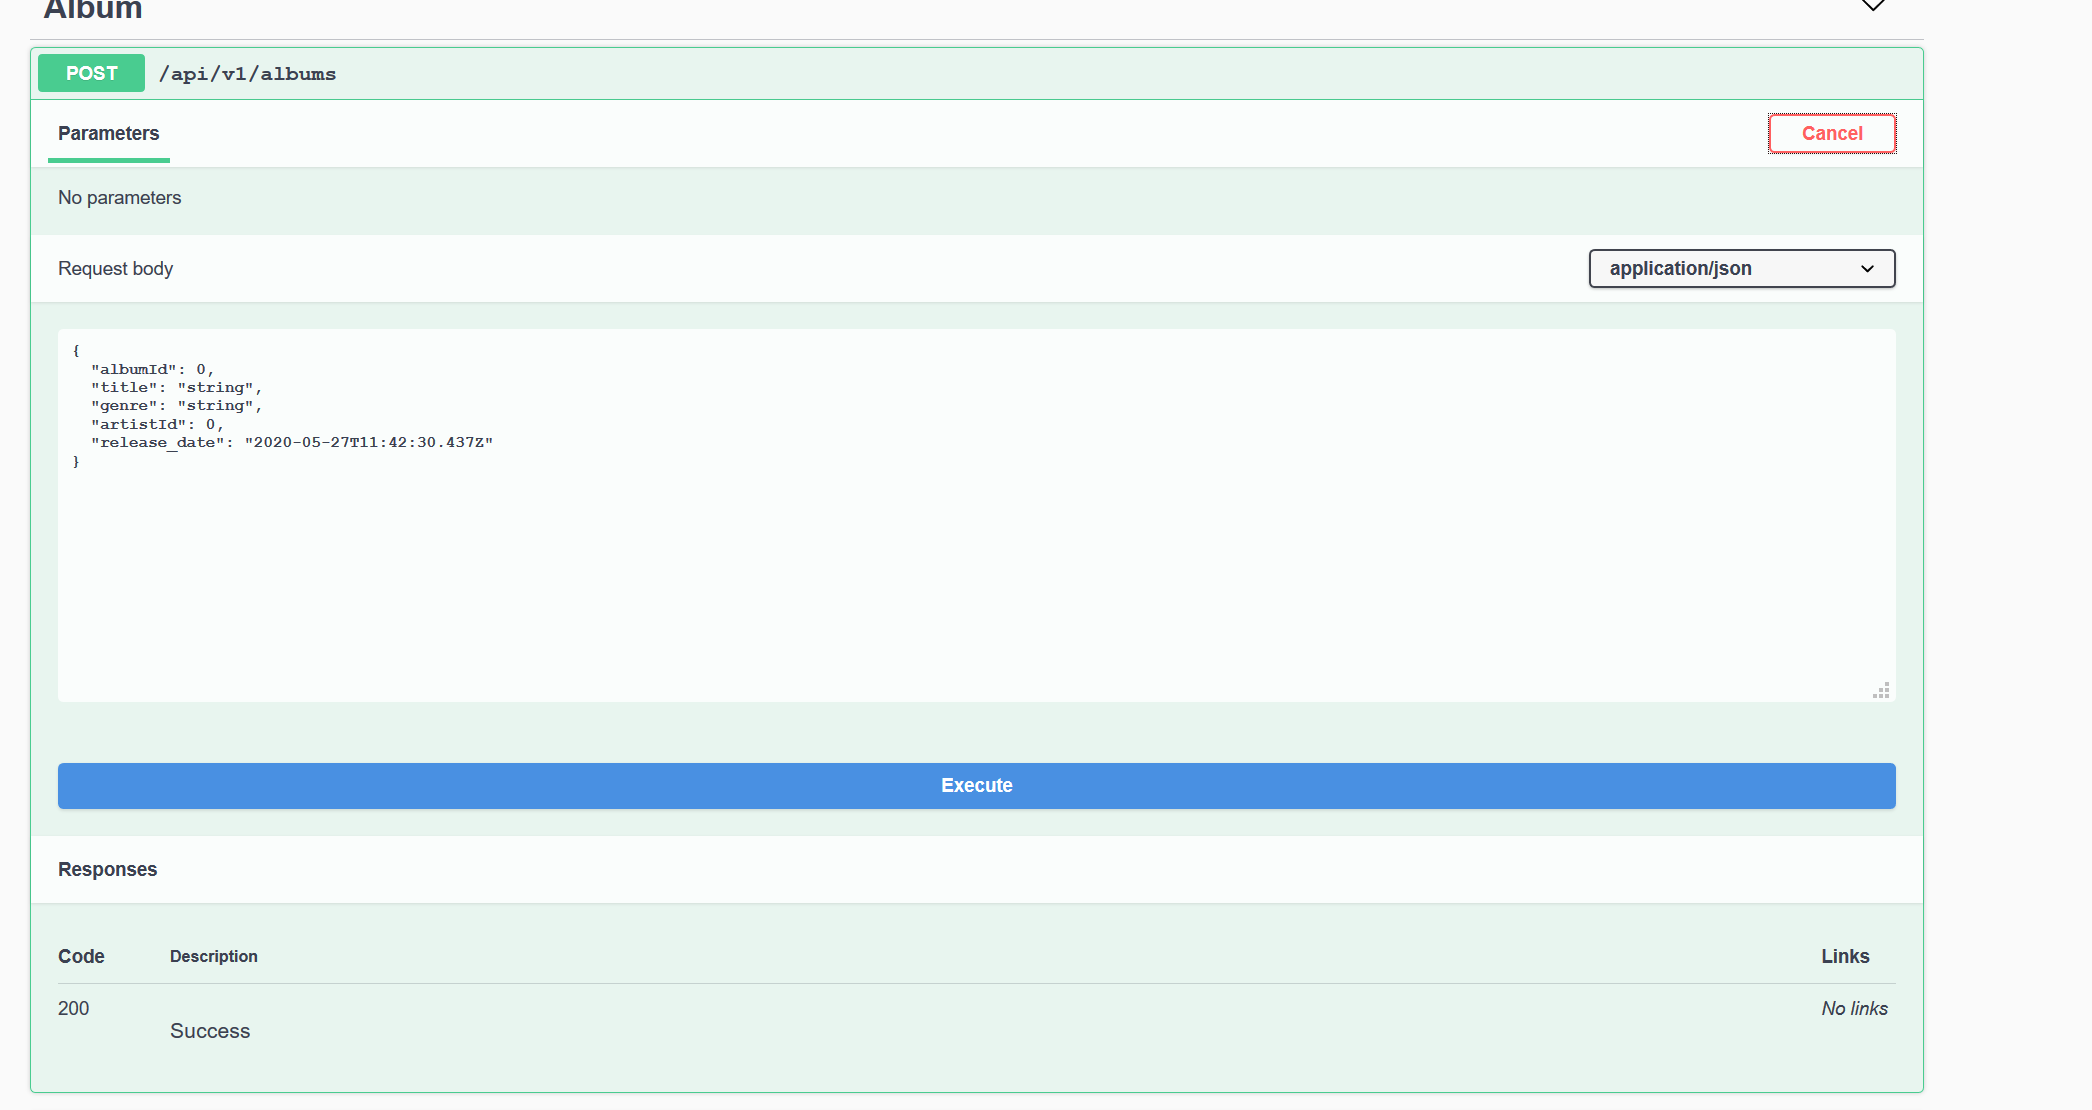 Album
POST /api/v1/albums
Parameters
Cancel
No parameters
Request body
application/json
{
  "albumId": 0,
  "title": "string",
  "genre": "string",
  "artistId": 0,
  "release_date": "2020-05-27T11:42:30.437Z"
}
Execute
Responses
Code Description Links
200 No links
Success